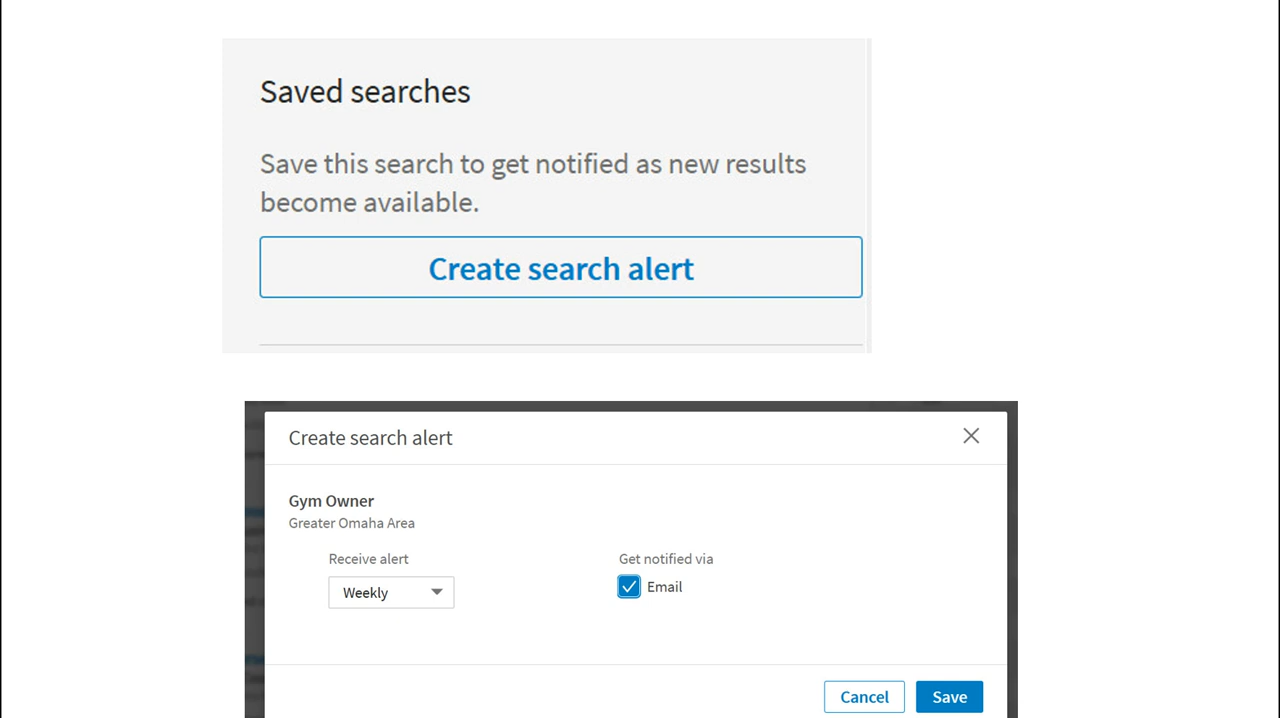 Saved searches
Save this search to get notified as new results
become available.
Create search alert
Create search alert
Gym Owner
Greater Omaha Area
Receive alert
Get notified via
Weekly
Email
Cancel
Save